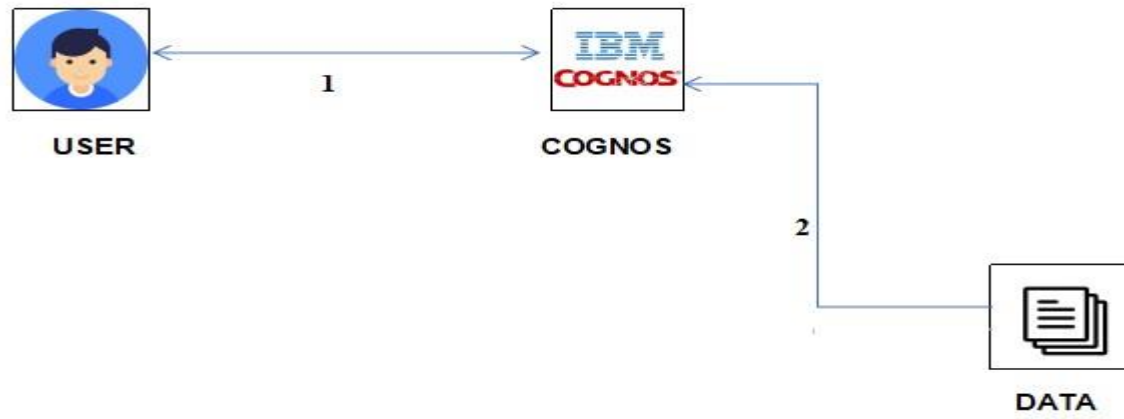 IBM
COGNOS
1
USER
COGNOS
2
DATA